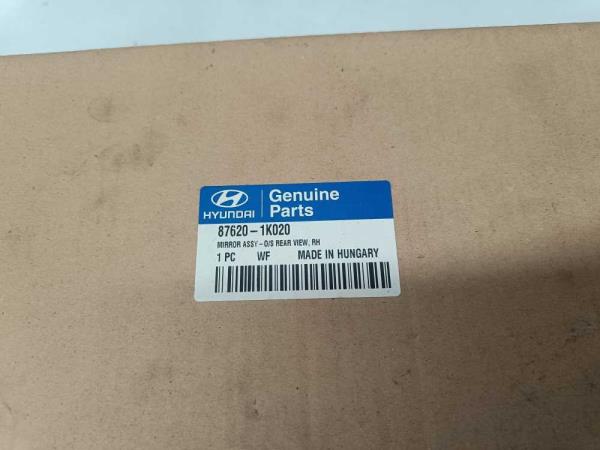 HYUNDAI
Genuine
Parts
87620-1K020
MIRROR ASSY-O/S REAR VIEW, RH
1 PC WF MADE IN HUNGARY